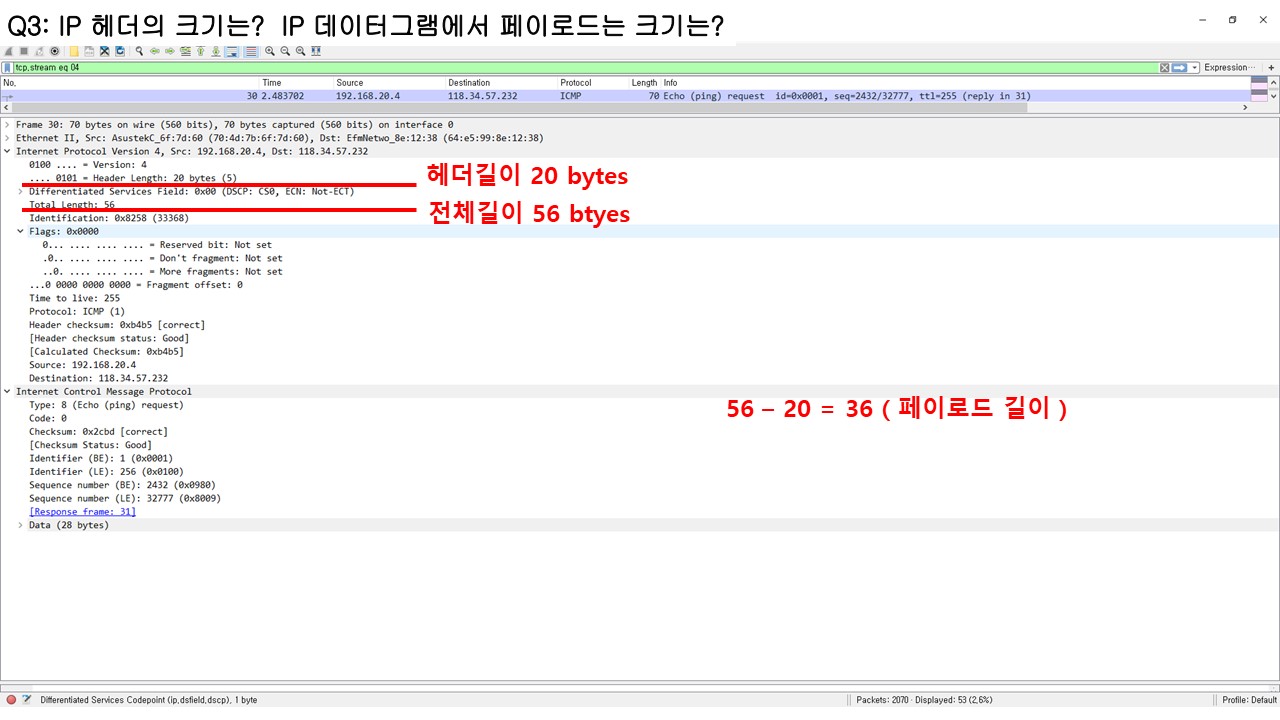 Q3: IP 헤더의 크기는?  IP 데이터그램에서 페이로드는 크기는?
tcp,stream eq 04
Expression…
+
No, Time Source Destination Protocol Length Info
30 2.483702 192.168.20.4 118.34.57.232 ICMP 70 Echo (ping) request  id=0x0001, seq=2432/32777, ttl=255 (reply in 31)
Frame 30: 70 bytes on wire (560 bits), 70 bytes captured (560 bits) on interface 0
Ethernet II, Src: AsustekC_6f:7d:60 (70:4d:7b:6f:7d:60), Dst: EfmNetwo_8e:12:38 (64:e5:99:8e:12:38)
Internet Protocol Version 4, Src: 192.168.20.4, Dst: 118.34.57.232
0100 .... = Version: 4
.... 0101 = Header Length: 20 bytes (5)
헤더길이 20 bytes
Differentiated Services Field: 0x00 (DSCP: CS0, ECN: Not-ECT)
Total Length: 56
전체길이 56 btyes
Identification: 0x8258 (33368)
Flags: 0x0000
0... .... .... .... = Reserved bit: Not set
.0.. .... .... .... = Don't fragment: Not set
..0. .... .... .... = More fragments: Not set
...0 0000 0000 0000 = Fragment offset: 0
Time to live: 255
Protocol: ICMP (1)
Header checksum: 0xb4b5 [correct]
[Header checksum status: Good]
[Calculated Checksum: 0xb4b5]
Source: 192.168.20.4
Destination: 118.34.57.232
Internet Control Message Protocol
Type: 8 (Echo (ping) request)
56 – 20 = 36 ( 페이로드 길이 )
Code: 0
Checksum: 0x2cbd [correct]
[Checksum Status: Good]
Identifier (BE): 1 (0x0001)
Identifier (LE): 256 (0x0100)
Sequence number (BE): 2432 (0x0980)
Sequence number (LE): 32777 (0x8009)
[Response frame: 31]
Data (28 bytes)
Differentiated Services Codepoint (ip,dsfield,dscp), 1 byte
Packets: 2070 · Displayed: 53 (2,6%)
Profile: Default